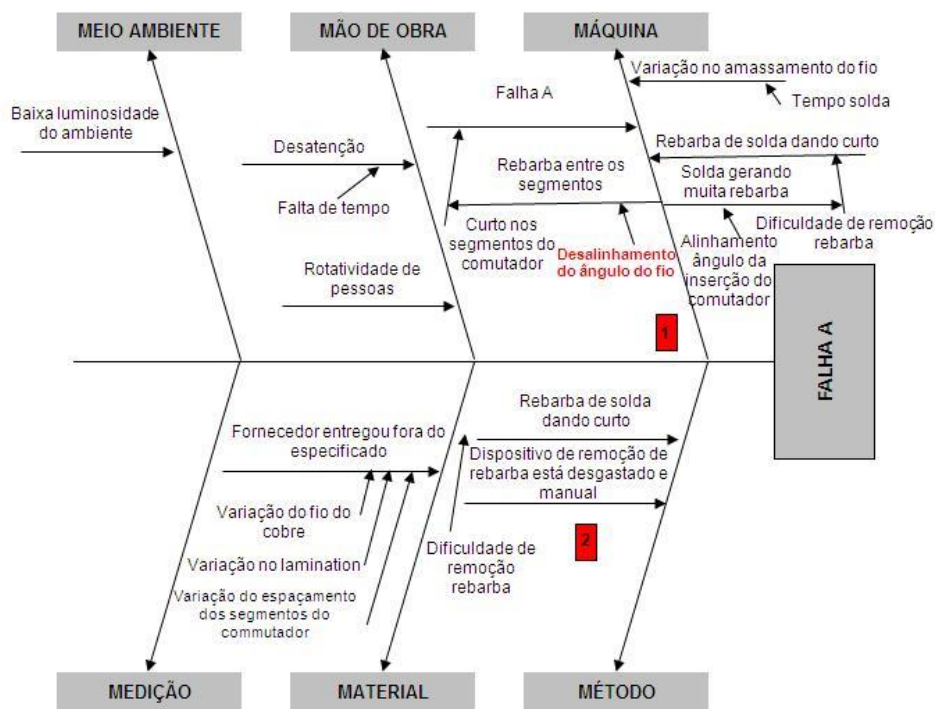 MEIO AMBIENTE
MÃO DE OBRA
MÁQUINA
Baixa luminosidade
do ambiente
Desatenção
Falta de tempo
Rotatividade de
pessoas
Falha A
Rebarba entre os
segmentos
Curto nos
segmentos do
comutador
Desalinhamento
do ângulo do fio
Variação no amassamento do fio
Tempo solda
Rebarba de solda dando curto
Solda gerando
muita rebarba
Dificuldade de remoção
rebarba
Alinhamento
ângulo da
inserção do
comutador
1
FALHA A
Fornecedor entregou fora do
especificado
Variação do fio do
cobre
Variação no lamination
Variação do espaçamento
dos segmentos do
commutador
Rebarba de solda
dando curto
Dispositivo de remoção de
rebarba está desgastado e
manual
Dificuldade de
remoção
rebarba
2
MEDIÇÃO
MATERIAL
MÉTODO